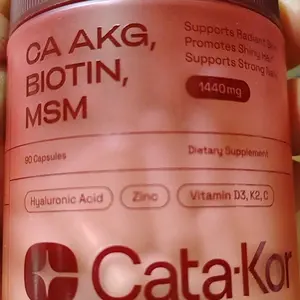 CA AKG,
BIOTIN,
MSM
Supports Radiant
Promotes Shiny
Supports Strong
1440mg
90 Capsules
Dietary Supplement
Hyaluronic Acid
Zinc
Vitamin D3, K2, C
Cata-Kor